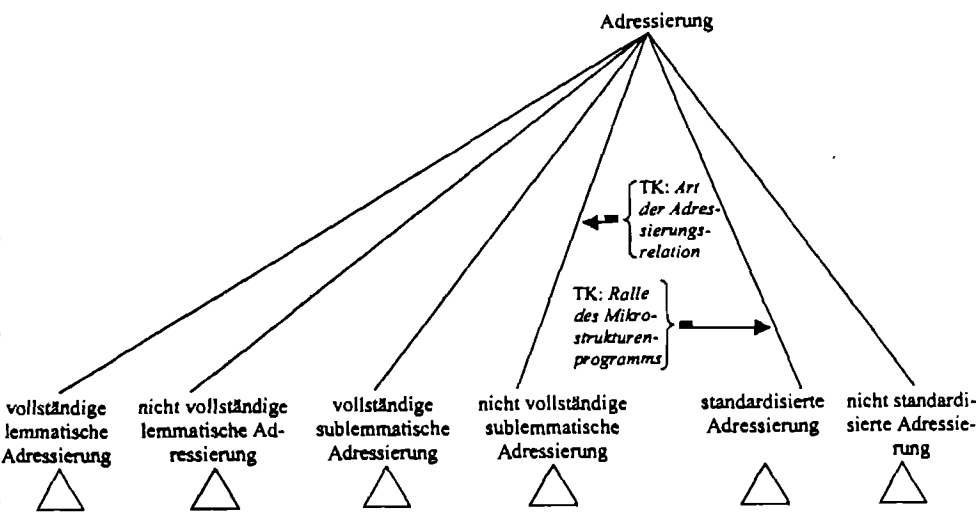 Adressierung
TK: Art
der Adres-
sierungs-
relation
TK: Ralle
des Mikro-
strukturen-
programms
vollständige
lemmatische
Adressierung
nicht vollständige
lemmatische Ad-
ressierung
vollständige
sublemmatische
Adressierung
nicht vollständige
sublemmatische
Adressierung
standardisierte
Adressierung
nicht standardi-
sierte Adressie-
rung